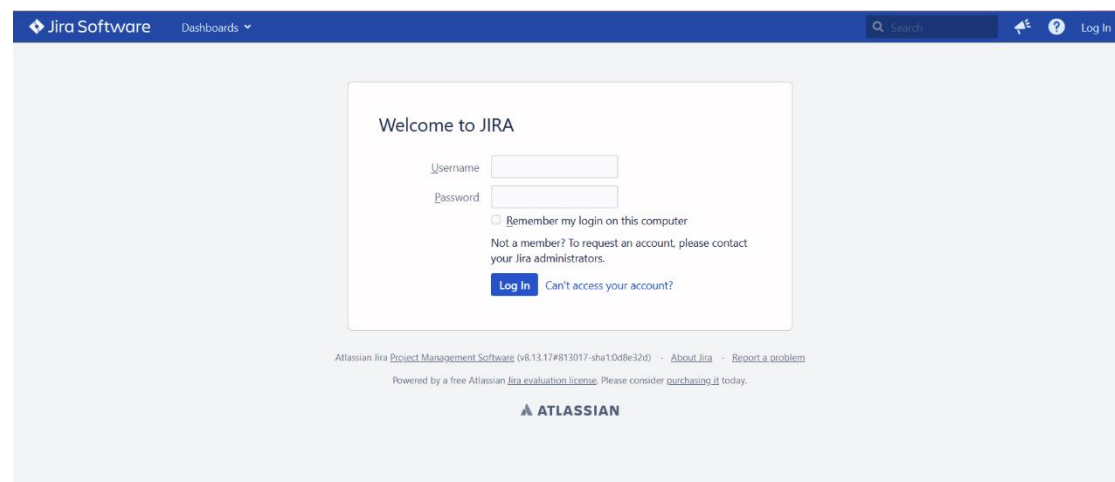 Jira Software Dashboards Search Log In
Welcome to JIRA
Username
Password
Remember my login on this computer
Not a member? To request an account, please contact
your Jira administrators.
Log In Can't access your account?
Atlassian Jira Project Management Software (v8.13.17#813017-sha1:0d8e32d) · About Jira · Report a problem
Powered by a free Atlassian Jira evaluation license. Please consider purchasing it today.
ATLASSIAN